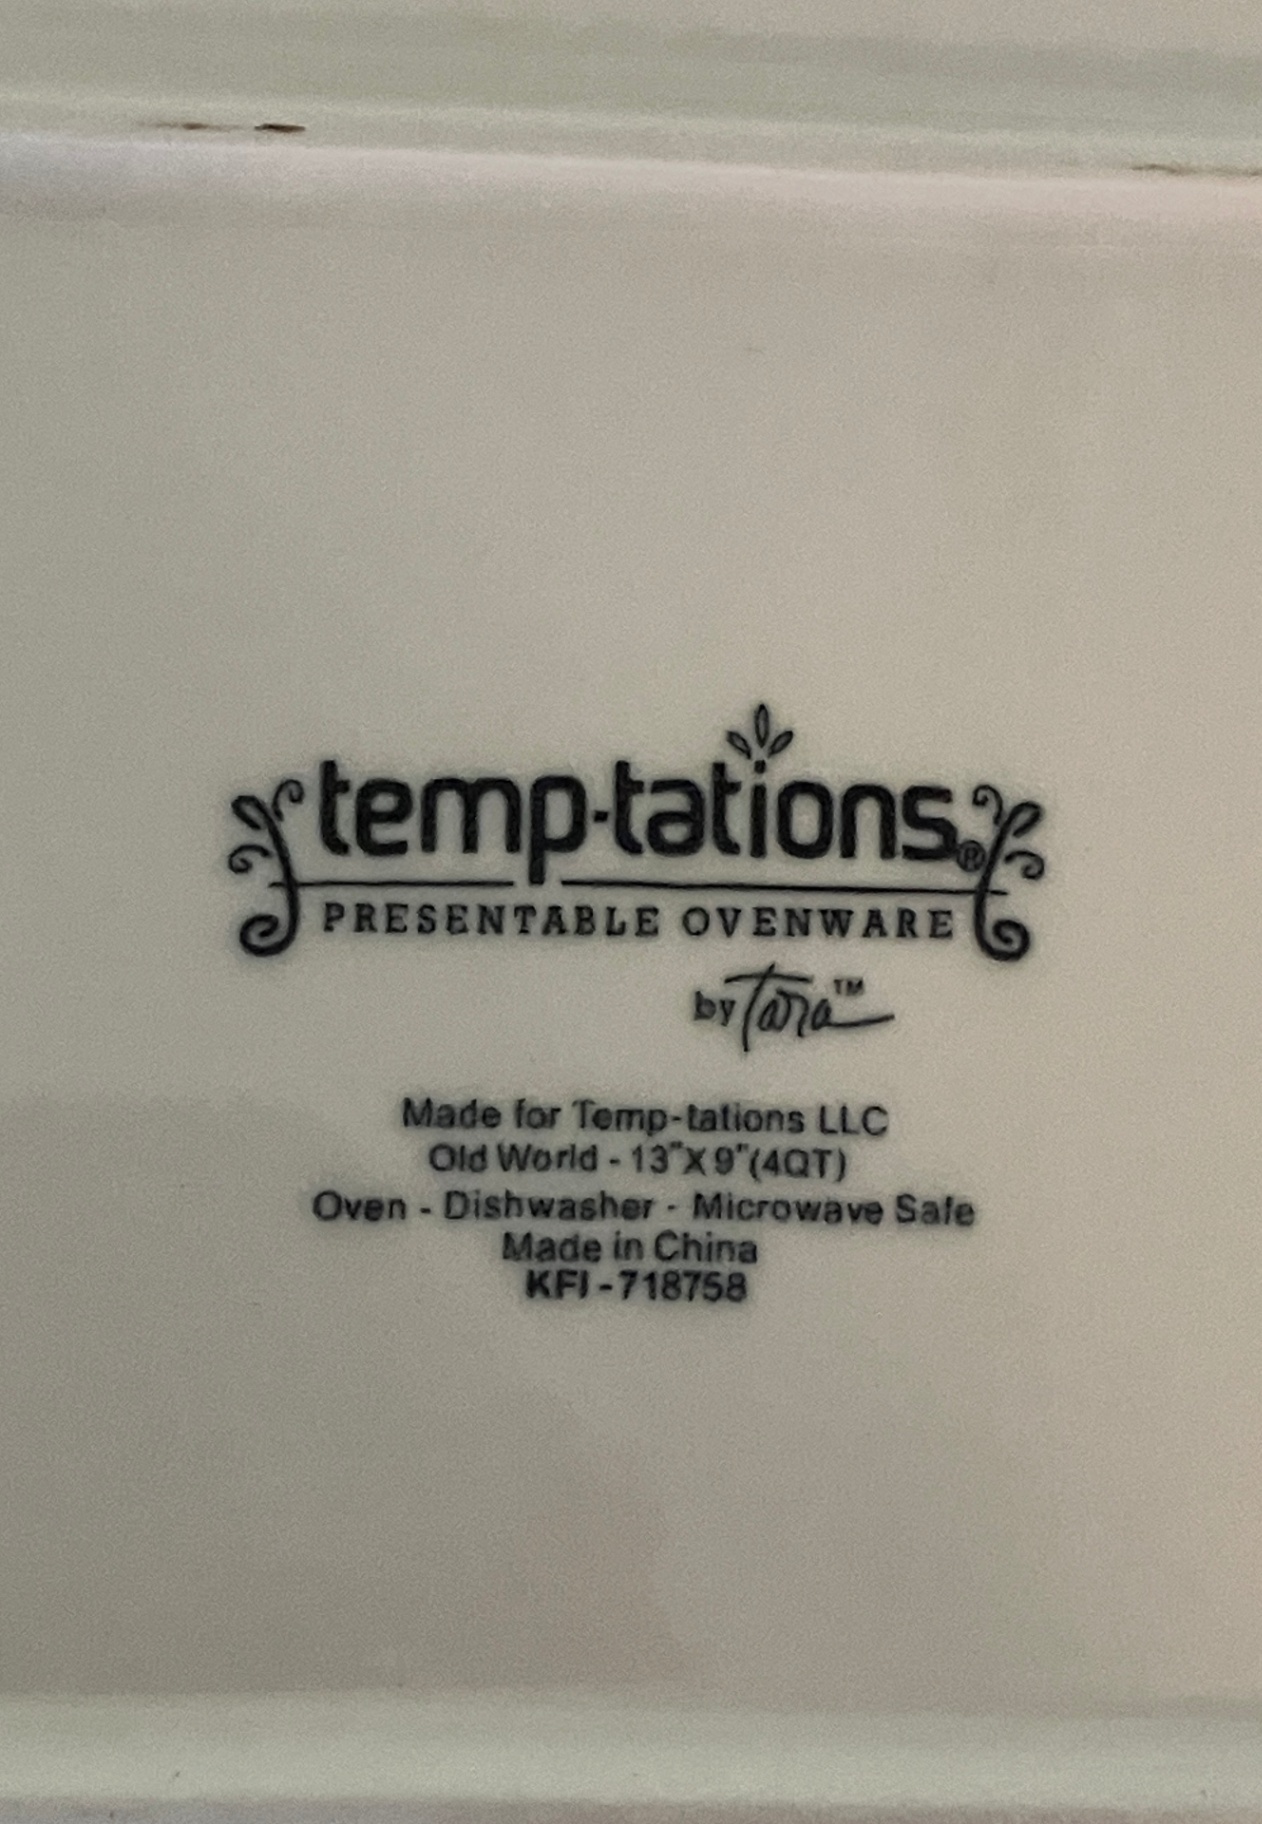 temp-tations®
PRESENTABLE OVENWARE
by Tara™
Made for Temp-tations LLC
Old World - 13"X 9"(4QT)
Oven - Dishwasher - Microwave Safe
Made in China
KFI - 718758